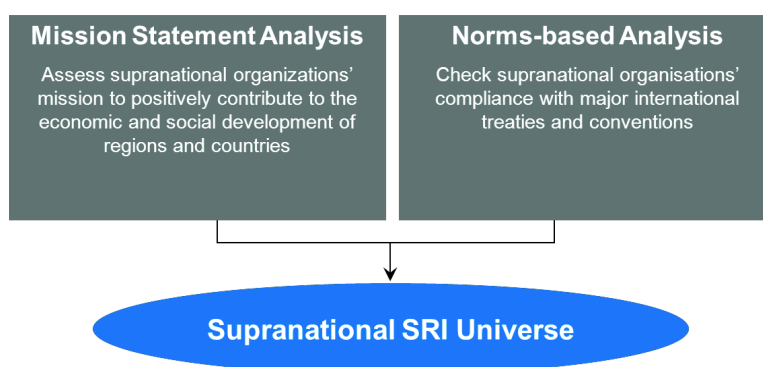 Mission Statement Analysis
Assess supranational organizations'
mission to positively contribute to the
economic and social development of
regions and countries
Norms-based Analysis
Check supranational organisations'
compliance with major international
treaties and conventions
Supranational SRI Universe